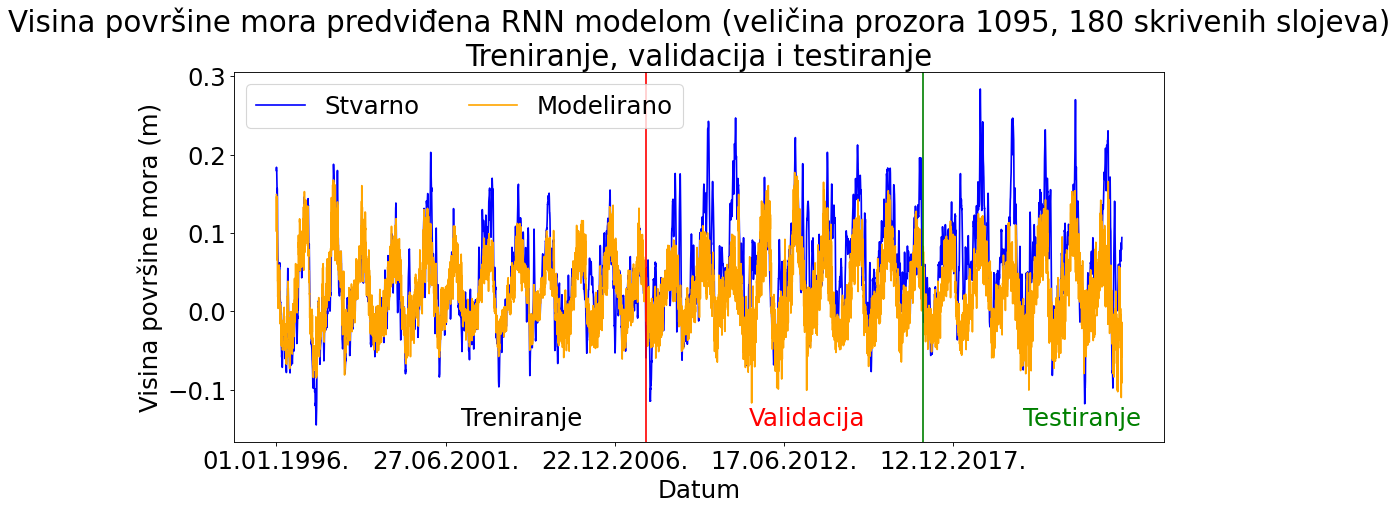 Visina površine mora predviđena RNN modelom (veličina prozora 1095, 180 skrivenih slojeva)
Treniranje, validacija i testiranje
Stvarno
Modelirano
Visina površine mora (m)
0.3
0.2
0.1
0.0
−0.1
Treniranje
Validacija
Testiranje
01.01.1996.
27.06.2001.
22.12.2006.
17.06.2012.
12.12.2017.
Datum